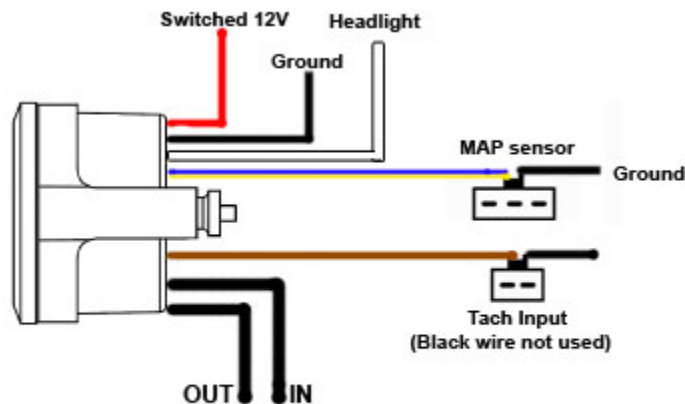 Switched 12V
Headlight
Ground
MAP sensor
Ground
Tach Input
(Black wire not used)
OUT
IN